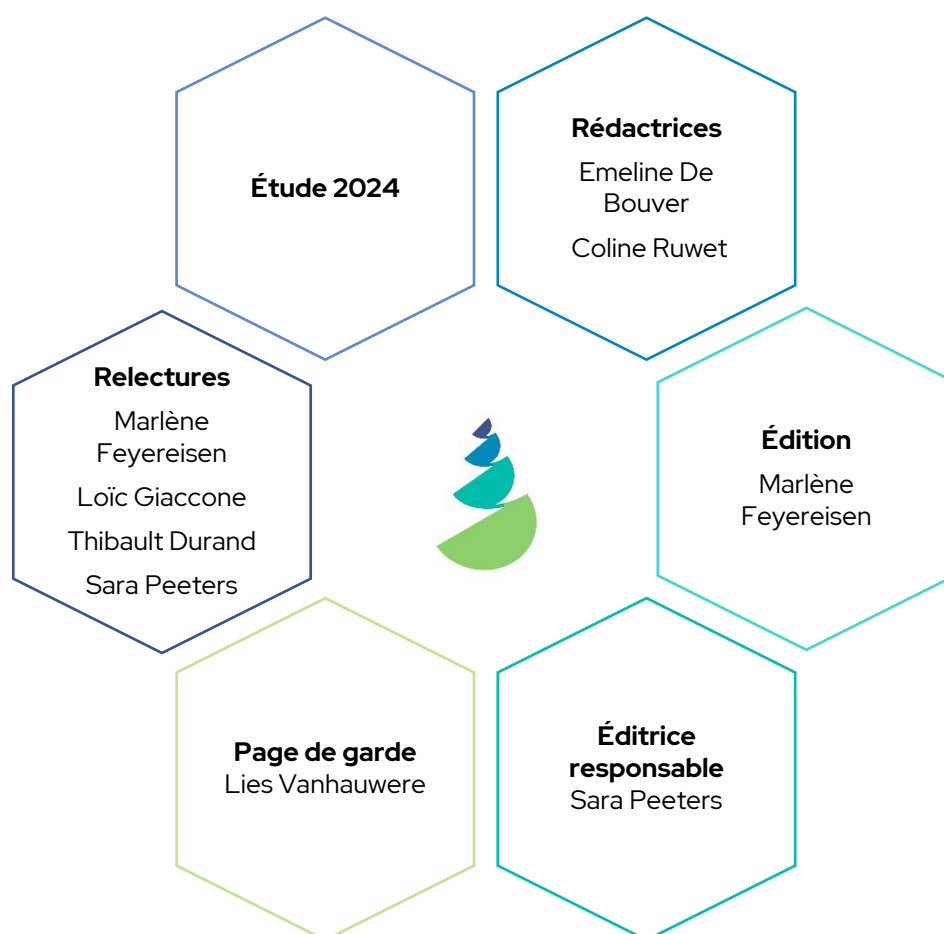 Étude 2024
Rédactrices
Emeline De
Bouver
Coline Ruwet
Relectures
Marlène
Feyereisen
Loïc Giaccone
Thibault Durand
Sara Peeters
Édition
Marlène
Feyereisen
Page de garde
Lies Vanhauwere
Éditrice
responsable
Sara Peeters